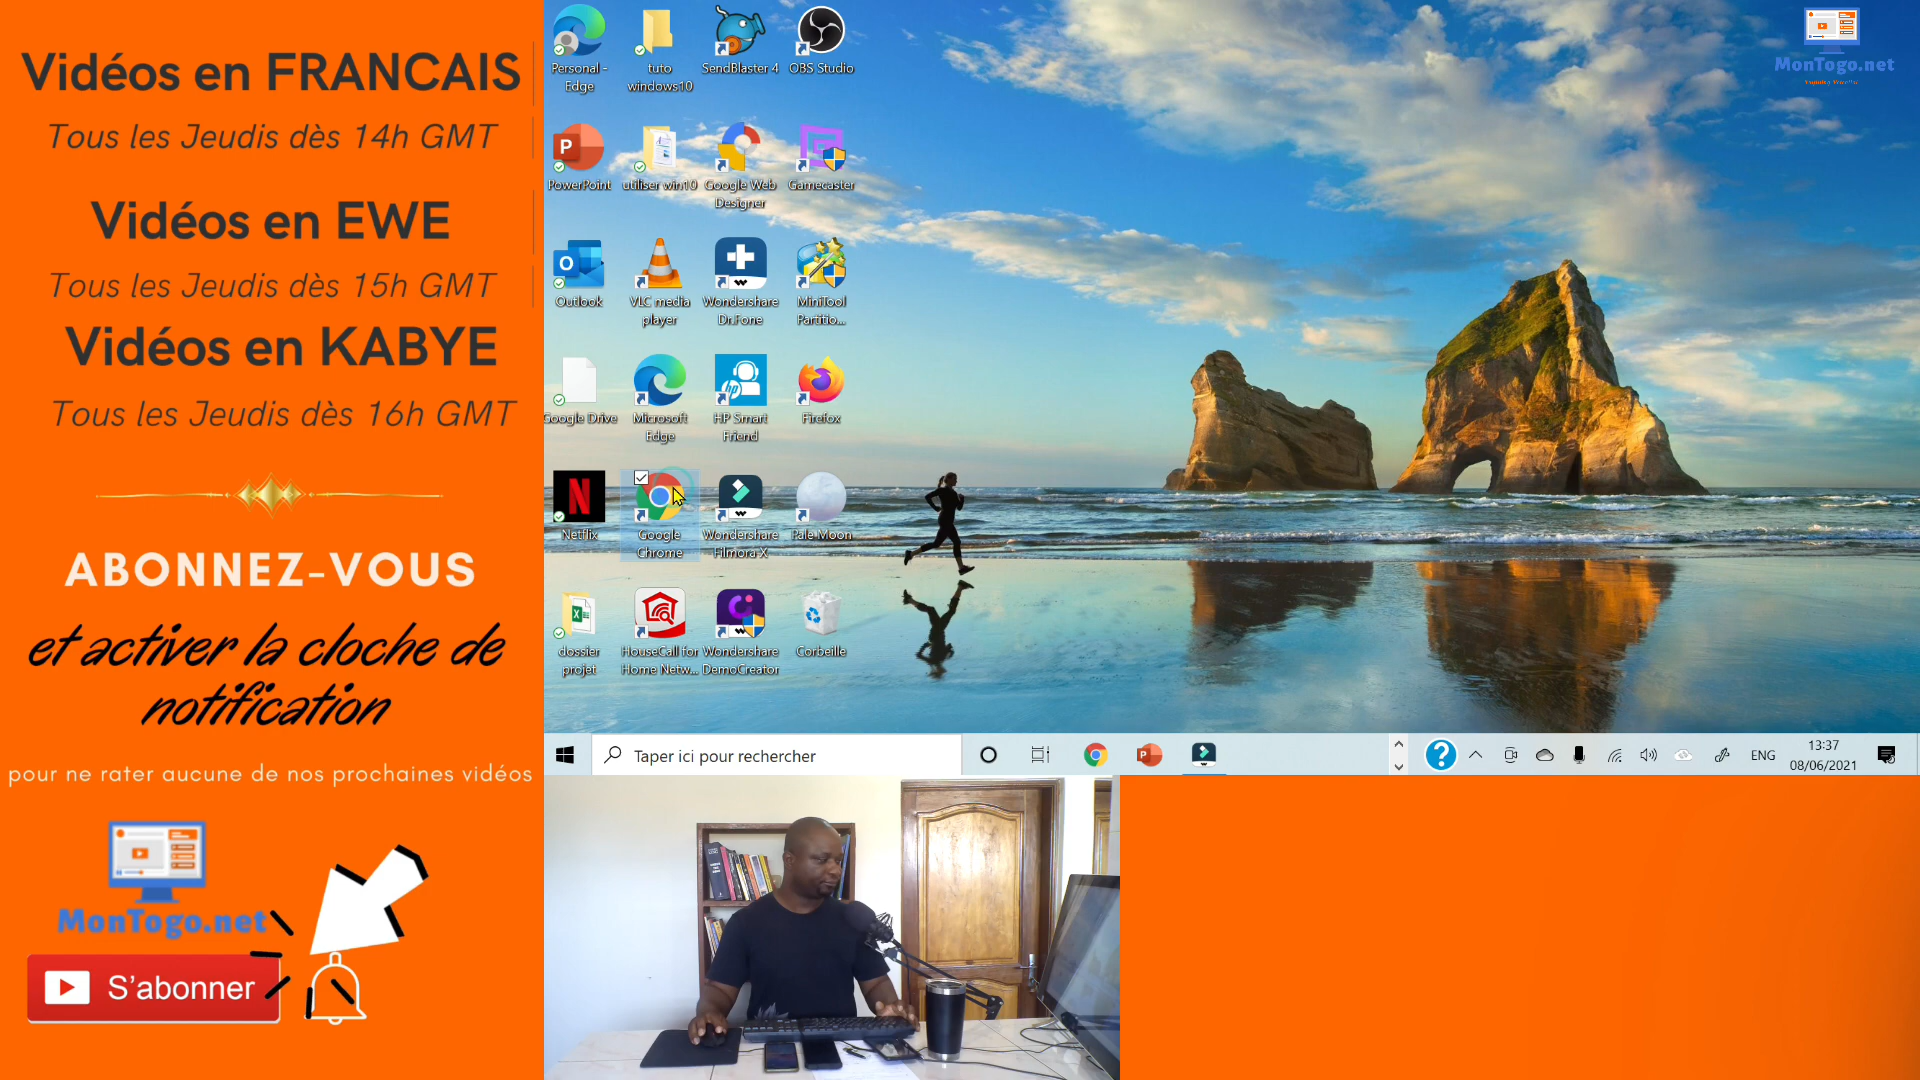 Vidéos en FRANCAIS
Tous les Jeudis dès 14h GMT
Vidéos en EWE
Tous les Jeudis dès 15h GMT
Vidéos en KABYE
Tous les Jeudis dès 16h GMT
ABONNEZ-VOUS
et activer la cloche de
notification
pour ne rater aucune de nos prochaines vidéos
MonTogo.net
S'abonner
Personal -
Edge
tuto
windows10
SendBlaster 4
OBS Studio
PowerPoint
utiliser win10
Google Web
Designer
Gamecaster
Outlook
VLC media
player
Wondershare
Dr.Fone
MiniTool
Partitio...
Google Drive
Microsoft
Edge
HP Smart
Friend
Firefox
Netflix
Google
Chrome
Wondershare
Filmora X
Pale Moon
dossier
projet
HouseCall for
Home Netw...
Wondershare
DemoCreator
Corbeille
MonTogo.net
Taper ici pour rechercher
ENG
13:37
08/06/2021